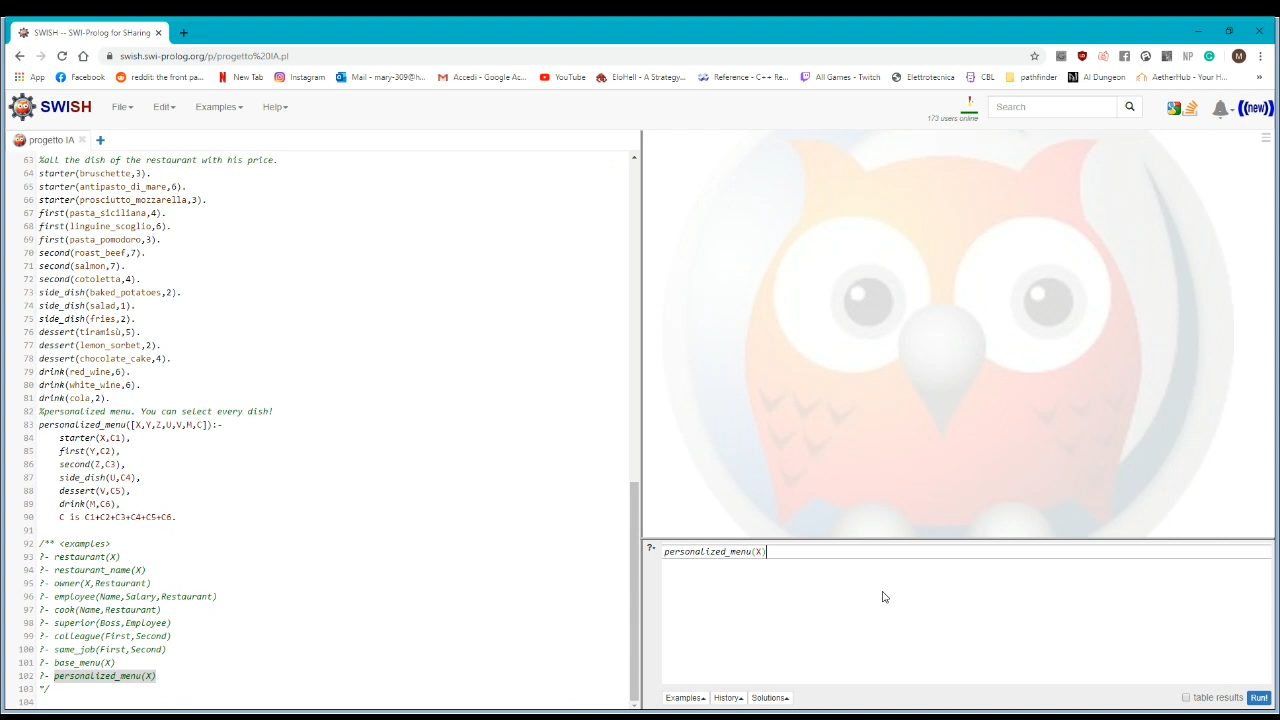 SWISH -- SWI-Prolog for SHaring
swish.swi-prolog.org/p/progetto%20IA.pl
App Facebook reddit: the front pa... New Tab Instagram Mail - mary-309@h... Accedi - Google Ac... YouTube EloHell - A Strategy... Reference - C++ Re... All Games - Twitch Elettrotecnica CBL pathfinder AI Dungeon AetherHub - Your H... »
SWISH File Edit Examples Help 173 users online Search (new)
progetto IA
63 %all the dish of the restaurant with his price.
64 starter(bruschette,3).
65 starter(antipasto_di_mare,6).
66 starter(prosciutto_mozzarella,3).
67 first(pasta_siciliana,4).
68 first(linguine_scoglio,6).
69 first(pasta_pomodoro,3).
70 second(roast_beef,7).
71 second(salmon,7).
72 second(cotoletta,4).
73 side_dish(baked_potatoes,2).
74 side_dish(salad,1).
75 side_dish(fries,2).
76 dessert(tiramisù,5).
77 dessert(lemon_sorbet,2).
78 dessert(chocolate_cake,4).
79 drink(red_wine,6).
80 drink(white_wine,6).
81 drink(cola,2).
82 %personalized menu. You can select every dish!
83 personalized_menu([X,Y,Z,U,V,M,C]):-
84 starter(X,C1),
85 first(Y,C2),
86 second(Z,C3),
87 side_dish(U,C4),
88 dessert(V,C5),
89 drink(M,C6),
90 C is C1+C2+C3+C4+C5+C6.
91
92 /** <examples>
93 ?- restaurant(X)
94 ?- restaurant_name(X)
95 ?- owner(X,Restaurant)
96 ?- employee(Name,Salary,Restaurant)
97 ?- cook(Name,Restaurant)
98 ?- superior(Boss,Employee)
99 ?- colleague(First,Second)
100 ?- same_job(First,Second)
101 ?- base_menu(X)
102 ?- personalized_menu(X)
103 */
104
?- personalized_menu(X)
Examples History Solutions table results Run!